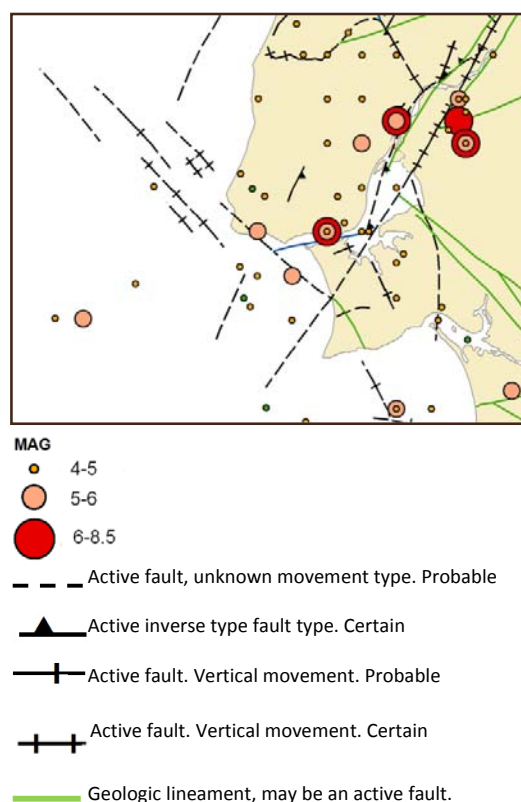 MAG
4-5
5-6
6-8.5
Active fault, unknown movement type. Probable
Active inverse type fault type. Certain
Active fault. Vertical movement. Probable
Active fault. Vertical movement. Certain
Geologic lineament, may be an active fault.